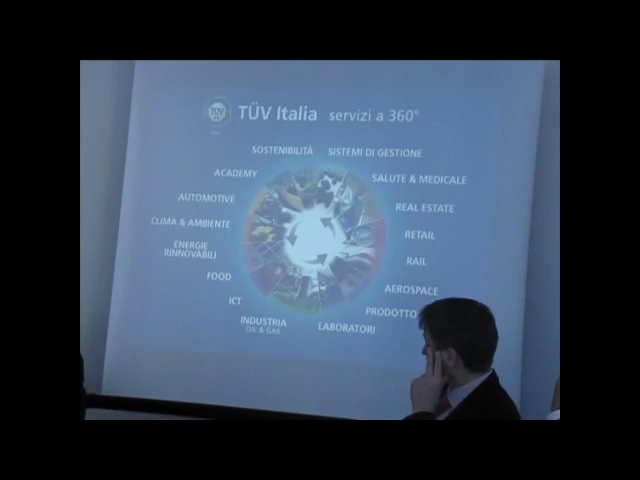 TÜV Italia servizi a 360°
SOSTENIBILITÀ SISTEMI DI GESTIONE
ACADEMY SALUTE & MEDICALE
AUTOMOTIVE REAL ESTATE
CLIMA & AMBIENTE RETAIL
ENERGIE
RINNOVABILI
RAIL
FOOD AEROSPACE
ICT PRODOTTO
INDUSTRIA LABORATORI
OIL & GAS